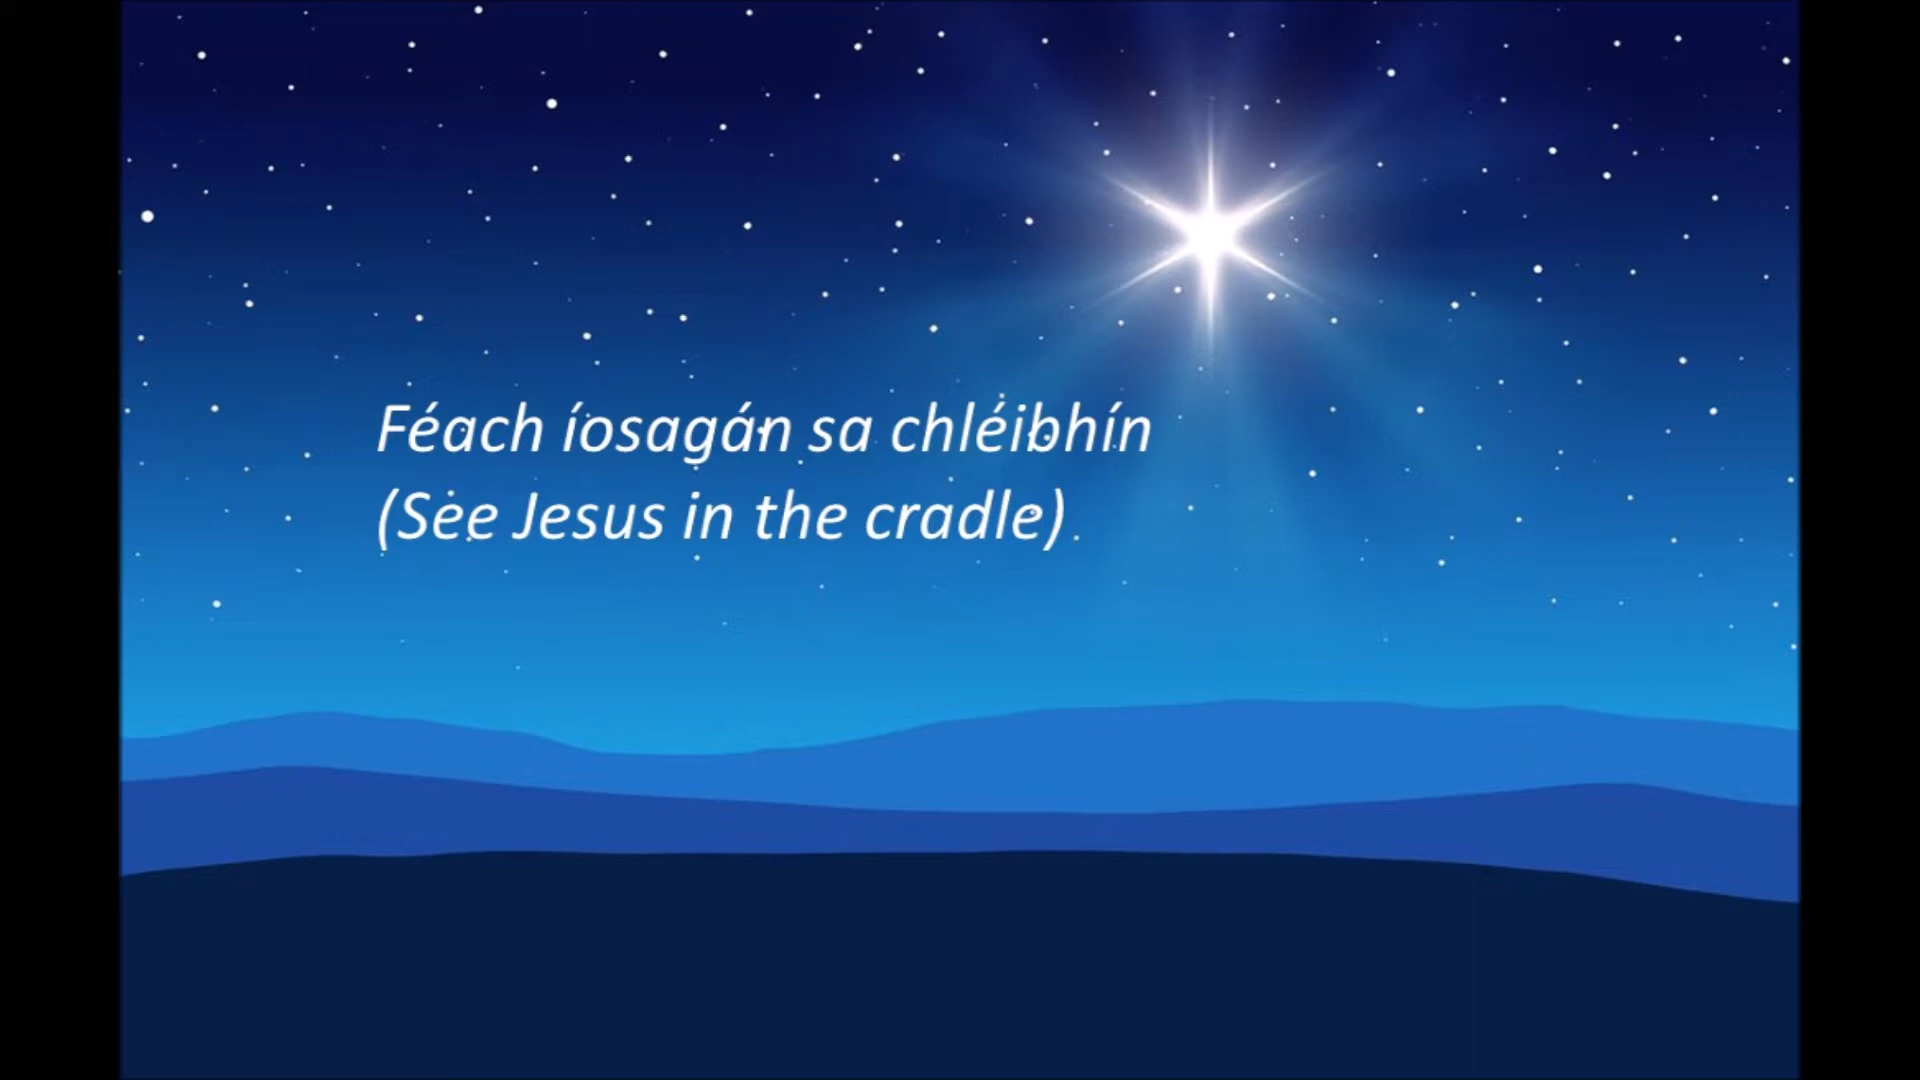 Féach íosagán sa chléibhín
(See Jesus in the cradle)